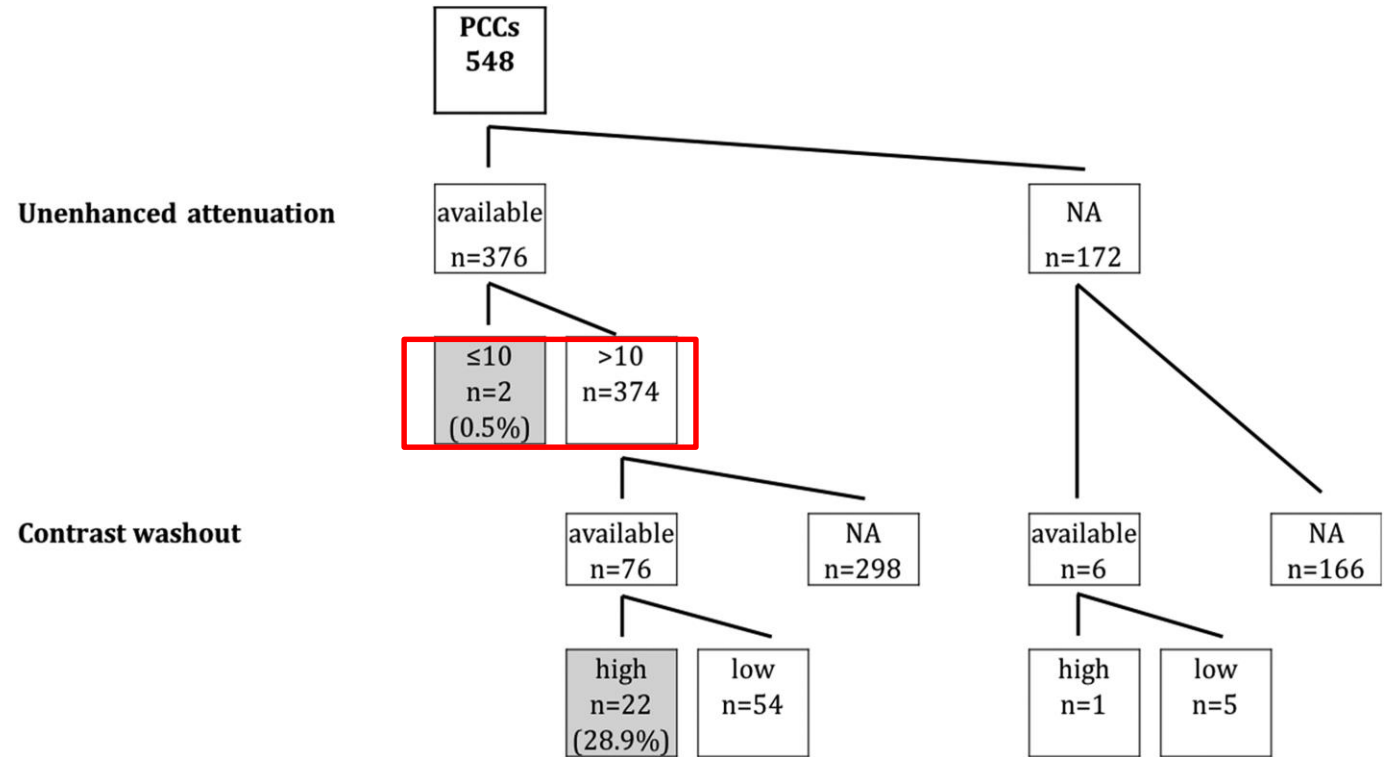 PCCs
548
Unenhanced attenuation
available
n=376
NA
n=172
≤10
n=2
(0.5%)
>10
n=374
Contrast washout
available
n=76
NA
n=298
available
n=6
NA
n=166
high
n=22
(28.9%)
low
n=54
high
n=1
low
n=5